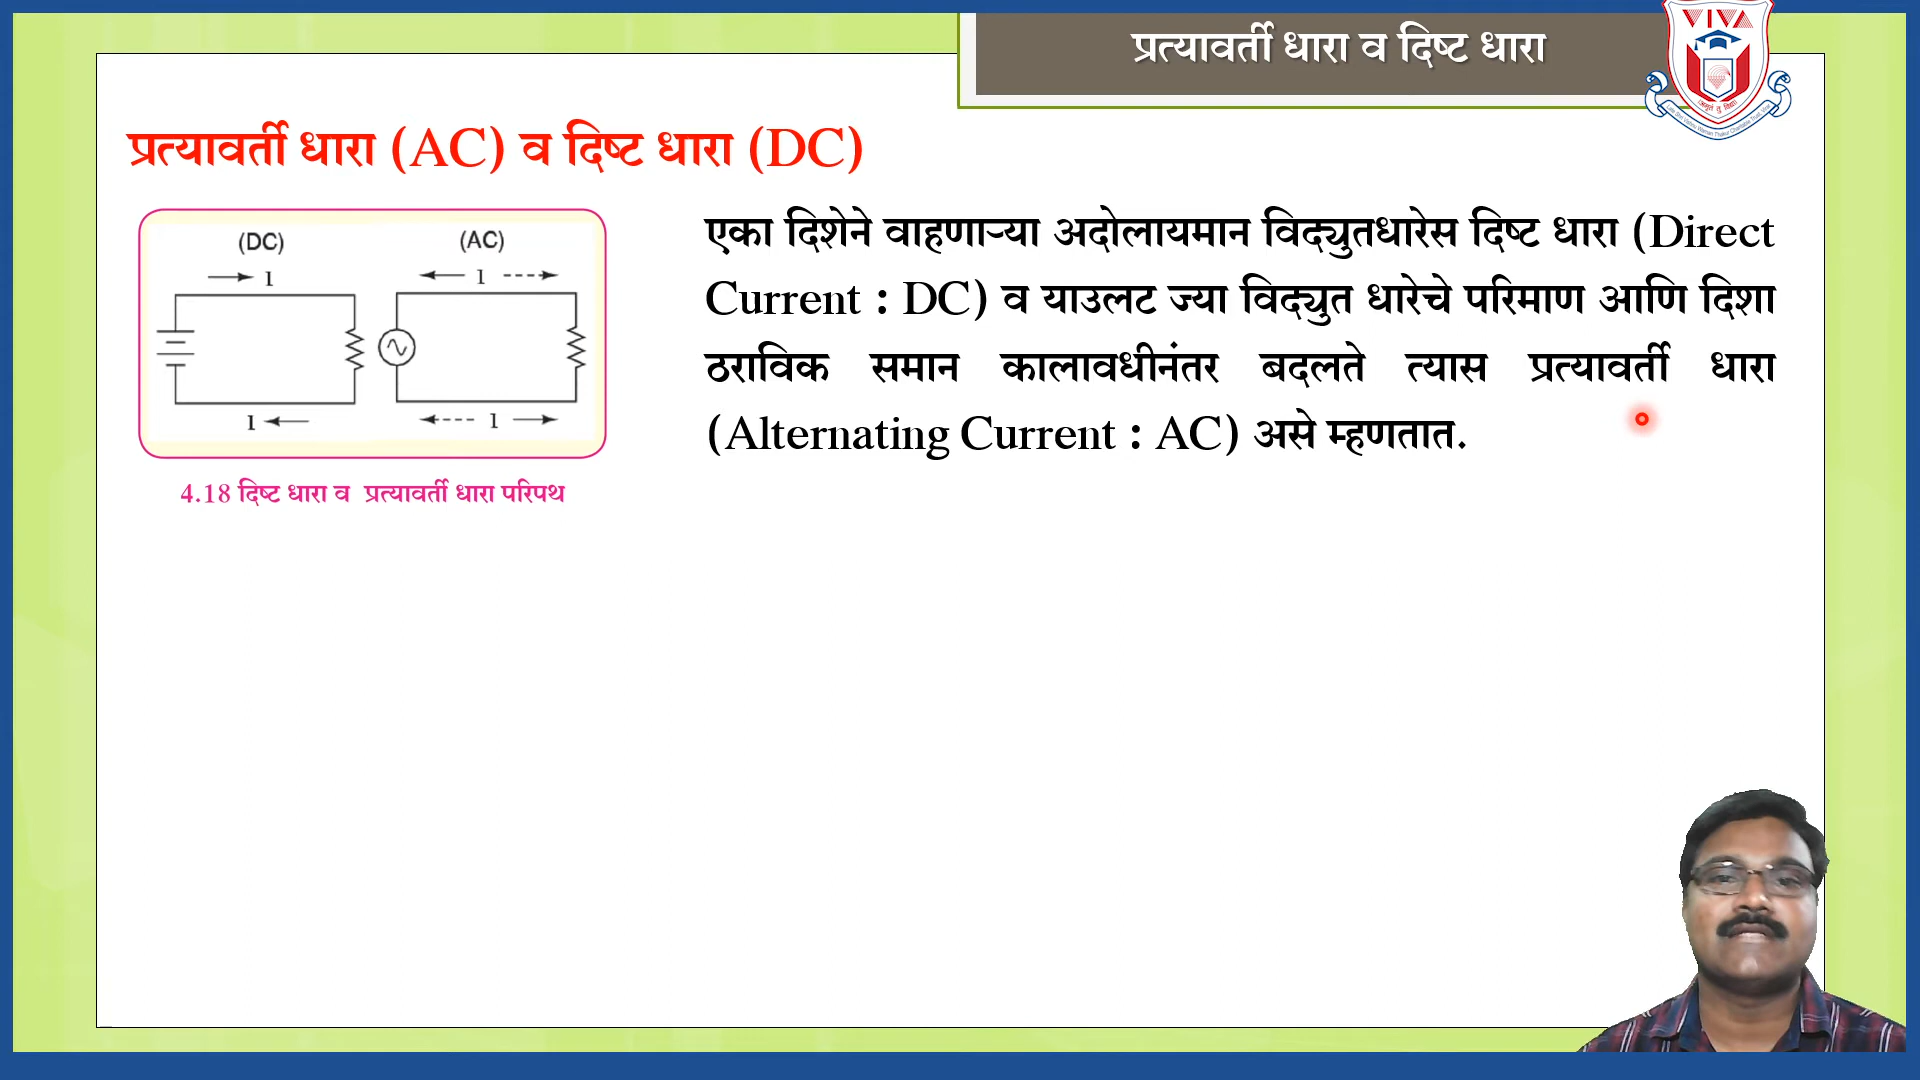 प्रत्यावर्ती धारा व दिष्ट धारा
VIVA
प्रत्यावर्ती धारा (AC) व दिष्ट धारा (DC)
(DC) (AC)
I I
I I
4.18 दिष्ट धारा व प्रत्यावर्ती धारा परिपथ
एका दिशेने वाहणाऱ्या अदोलायमान विद्युतधारेस दिष्ट धारा (Direct
Current : DC) व याउलट ज्या विद्युत धारेचे परिमाण आणि दिशा
ठराविक समान कालावधीनंतर बदलते त्यास प्रत्यावर्ती धारा
(Alternating Current : AC) असे म्हणतात.